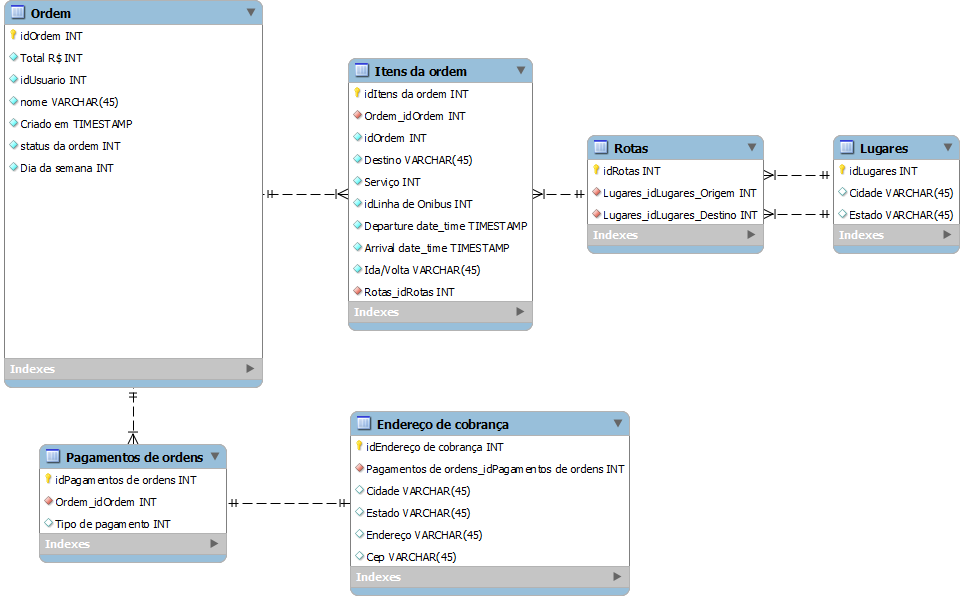 Ordem
idOrdem INT
Total R$ INT
idUsuario INT
nome VARCHAR(45)
Criado em TIMESTAMP
status da ordem INT
Dia da semana INT
Indexes
Itens da ordem
idItens da ordem INT
Ordem_idOrdem INT
idOrdem INT
Destino VARCHAR(45)
Serviço INT
idLinha de Onibus INT
Departure date_time TIMESTAMP
Arrival date_time TIMESTAMP
Ida/Volta VARCHAR(45)
Rotas_idRotas INT
Indexes
Rotas
idRotas INT
Lugares_idLugares_Origem INT
Lugares_idLugares_Destino INT
Indexes
Lugares
idLugares INT
Cidade VARCHAR(45)
Estado VARCHAR(45)
Indexes
Pagamentos de ordens
idPagamentos de ordens INT
Ordem_idOrdem INT
Tipo de pagamento INT
Indexes
Endereço de cobrança
idEndereço de cobrança INT
Pagamentos de ordens_idPagamentos de ordens INT
Cidade VARCHAR(45)
Estado VARCHAR(45)
Endereço VARCHAR(45)
Cep VARCHAR(45)
Indexes